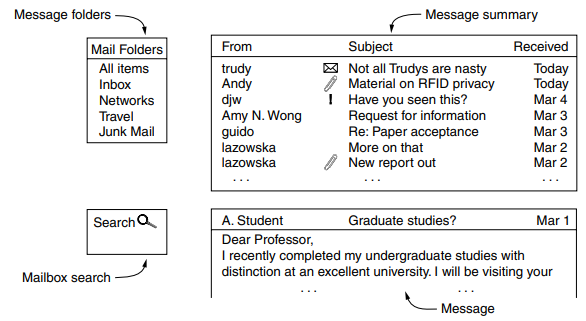 Message folders
Message summary
Mail Folders
All items
Inbox
Networks
Travel
Junk Mail
From Subject Received
trudy Not all Trudys are nasty Today
Andy Material on RFID privacy Today
djw ! Have you seen this? Mar 4
Amy N. Wong Request for information Mar 3
guido Re: Paper acceptance Mar 3
lazowska More on that Mar 2
lazowska New report out Mar 2
. . . . . . . . .
Search
Mailbox search
A. Student Graduate studies? Mar 1
Dear Professor,
I recently completed my undergraduate studies with
distinction at an excellent university. I will be visiting your
. . . . . .
Message